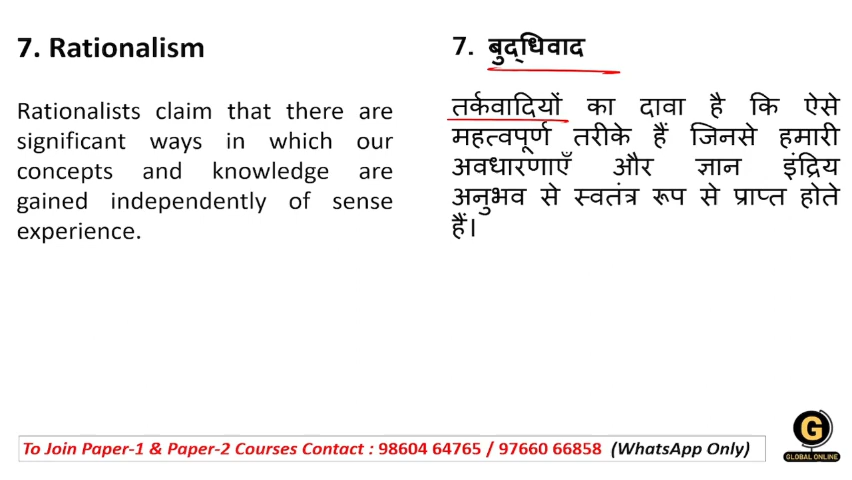 7. Rationalism
Rationalists claim that there are
significant ways in which our
concepts and knowledge are
gained independently of sense
experience.
7. बुद्धिवाद
तर्कवादियों का दावा है कि ऐसे
महत्वपूर्ण तरीके हैं जिनसे हमारी
अवधारणाएँ और ज्ञान इंद्रिय
अनुभव से स्वतंत्र रूप से प्राप्त होते
हैं।
To Join Paper-1 & Paper-2 Courses Contact : 98604 64765 / 97660 66858 (WhatsApp Only)
G
GLOBAL ONLINE